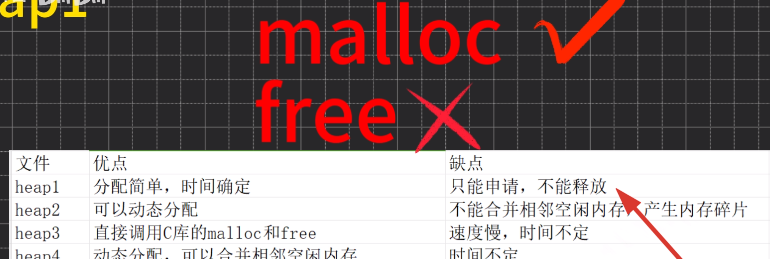 heap1
malloc
free
文件 优点 缺点
heap1 分配简单，时间确定 只能申请，不能释放
heap2 可以动态分配 不能合并相邻空闲内存 产生内存碎片
heap3 直接调用C库的malloc和free 速度慢，时间不定
heap4 动态分配，可以合并相邻空闲内存 时间不定